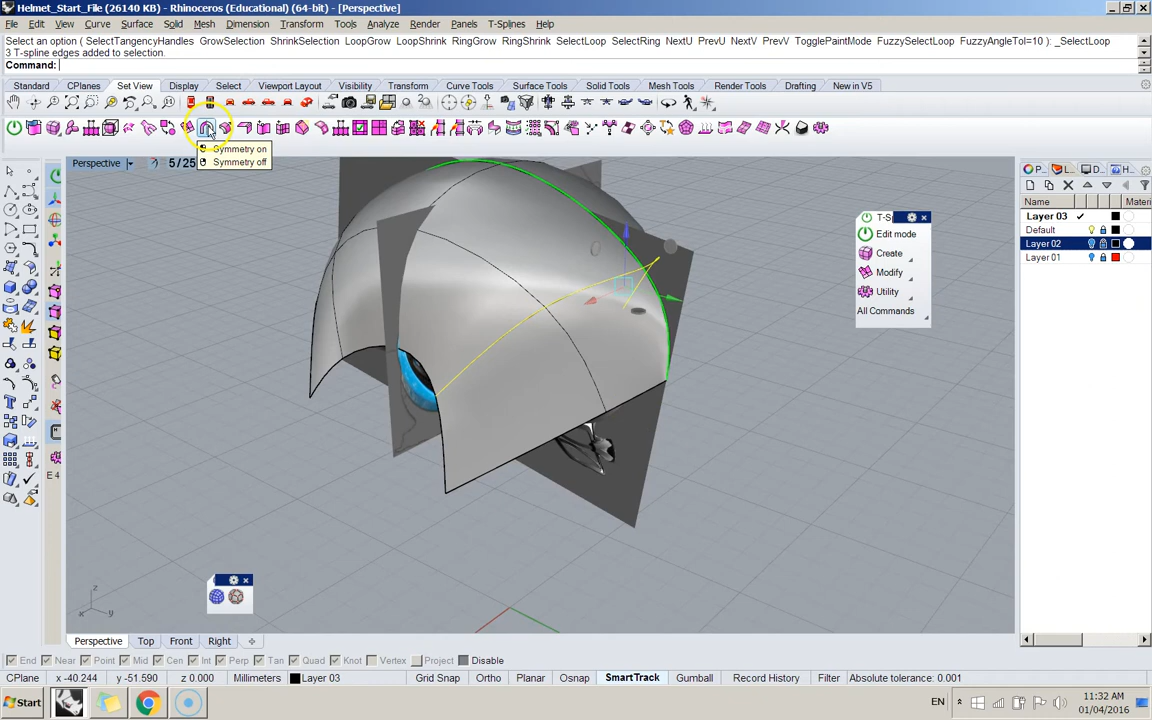 Helmet_Start_File (26140 KB) - Rhinoceros (Educational) (64-bit) - [Perspective]
File Edit View Curve Surface Solid Mesh Dimension Transform Tools Analyze Render Panels T-Splines Help
Select an option ( SelectTangencyHandles GrowSelection ShrinkSelection LoopGrow LoopShrink RingGrow RingShrink SelectLoop SelectRing NextU PrevU NextV PrevV TogglePaintMode FuzzySelectLoop FuzzyAngleTol=10 ): _SelectLoop
3 T-spline edges added to selection.
Command:
Standard CPlanes Set View Display Select Viewport Layout Visibility Transform Curve Tools Surface Tools Solid Tools Mesh Tools Render Tools Drafting New in V5
Symmetry on
Symmetry off
Perspective 5/25
P... L... D... H...
Name Materi
Layer 03
Default
Layer 02
Layer 01
T-S
Edit mode
Create
Modify
Utility
All Commands
E 4
z
x y
Perspective Top Front Right
End Near Point Mid Cen Int Perp Tan Quad Knot Vertex Project Disable
CPlane x -40.244 y -51.590 z 0.000 Millimeters Layer 03 Grid Snap Ortho Planar Osnap SmartTrack Gumball Record History Filter Absolute tolerance: 0.001
Start EN 11:32 AM
01/04/2016